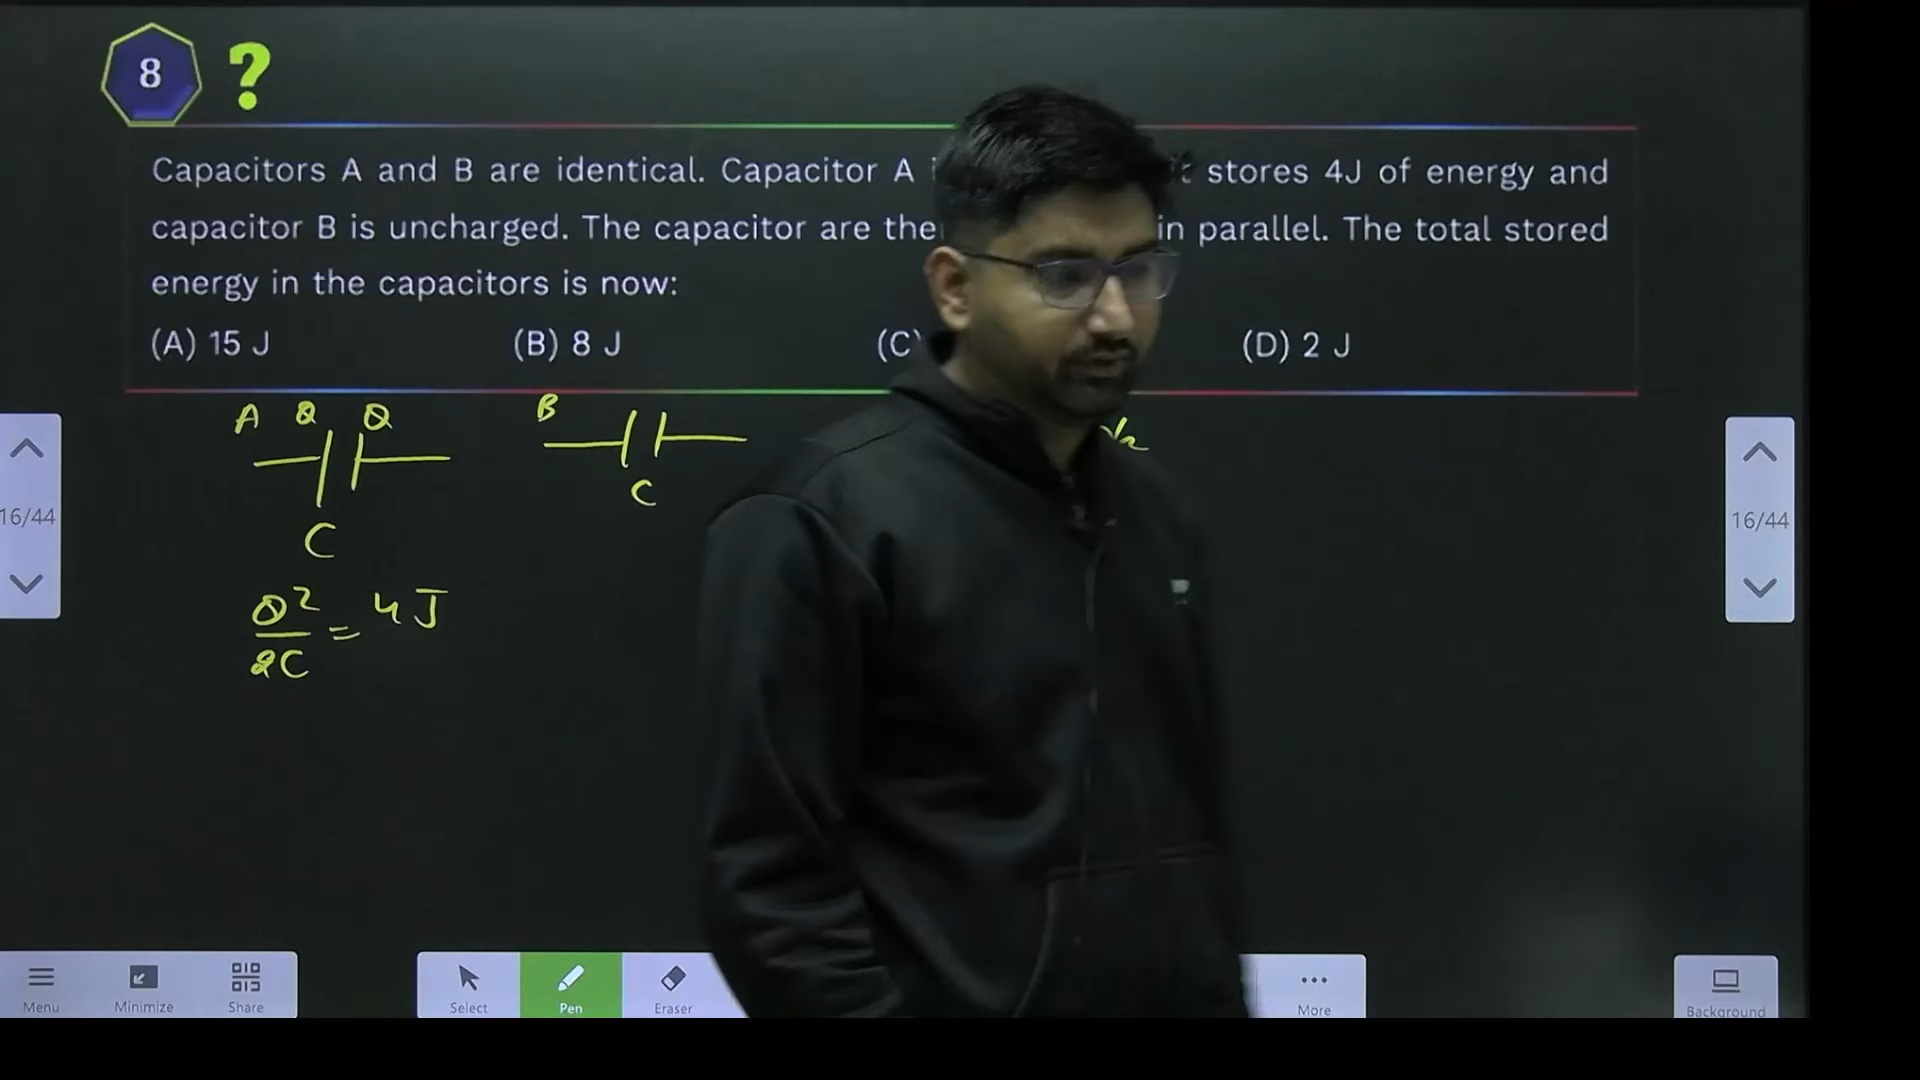 8 ?
Capacitors A and B are identical. Capacitor A stores 4J of energy and
capacitor B is uncharged. The capacitor are in parallel. The total stored
energy in the capacitors is now:
(A) 15 J (B) 8 J (C) (D) 2 J
A Q Q B
C
C
Q²/2C = 4 J
16/44
16/44
Menu Minimize Share Select Pen Eraser More Background